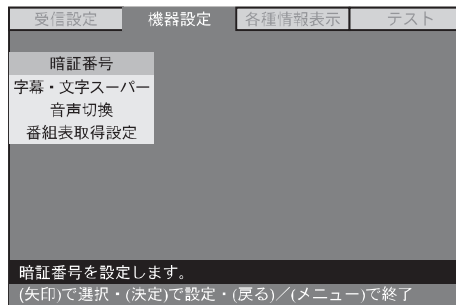 受信設定 機器設定 各種情報表示 テスト
暗証番号
字幕・文字スーパー
音声切換
番組表取得設定
暗証番号を設定します。
(矢印)で選択・(決定)で設定・(戻る)／(メニュー)で終了